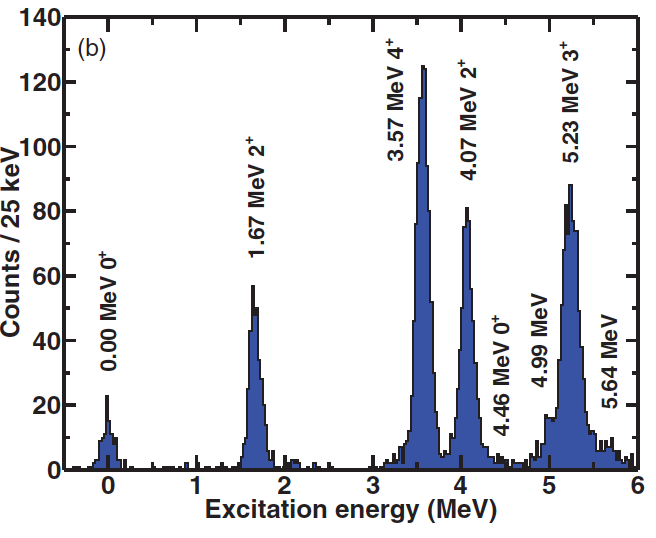 (b)
140
120
100
80
60
40
20
0
Counts / 25 keV
0.00 MeV 0⁺
1.67 MeV 2⁺
3.57 MeV 4⁺
4.07 MeV 2⁺
4.46 MeV 0⁺
4.99 MeV
5.23 MeV 3⁺
5.64 MeV
0 1 2 3 4 5 6
Excitation energy (MeV)